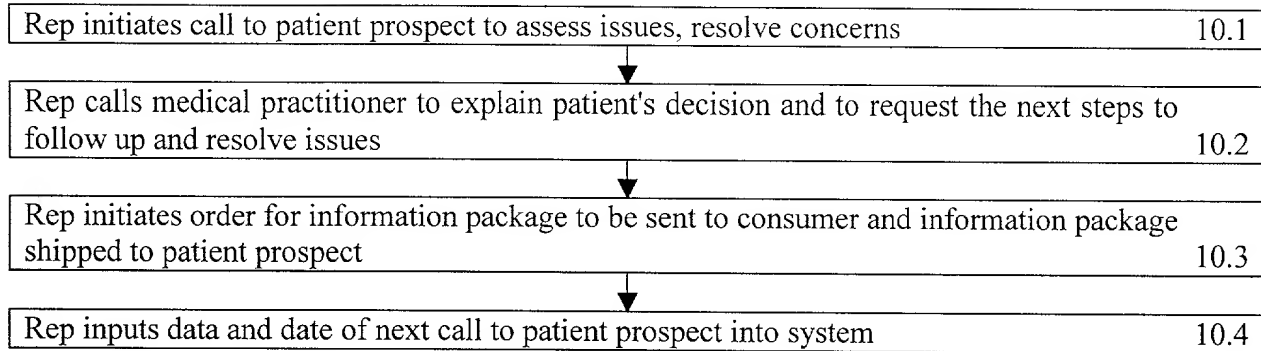 Rep initiates call to patient prospect to assess issues, resolve concerns 10.1
Rep calls medical practitioner to explain patient's decision and to request the next steps to
follow up and resolve issues 10.2
Rep initiates order for information package to be sent to consumer and information package
shipped to patient prospect 10.3
Rep inputs data and date of next call to patient prospect into system 10.4